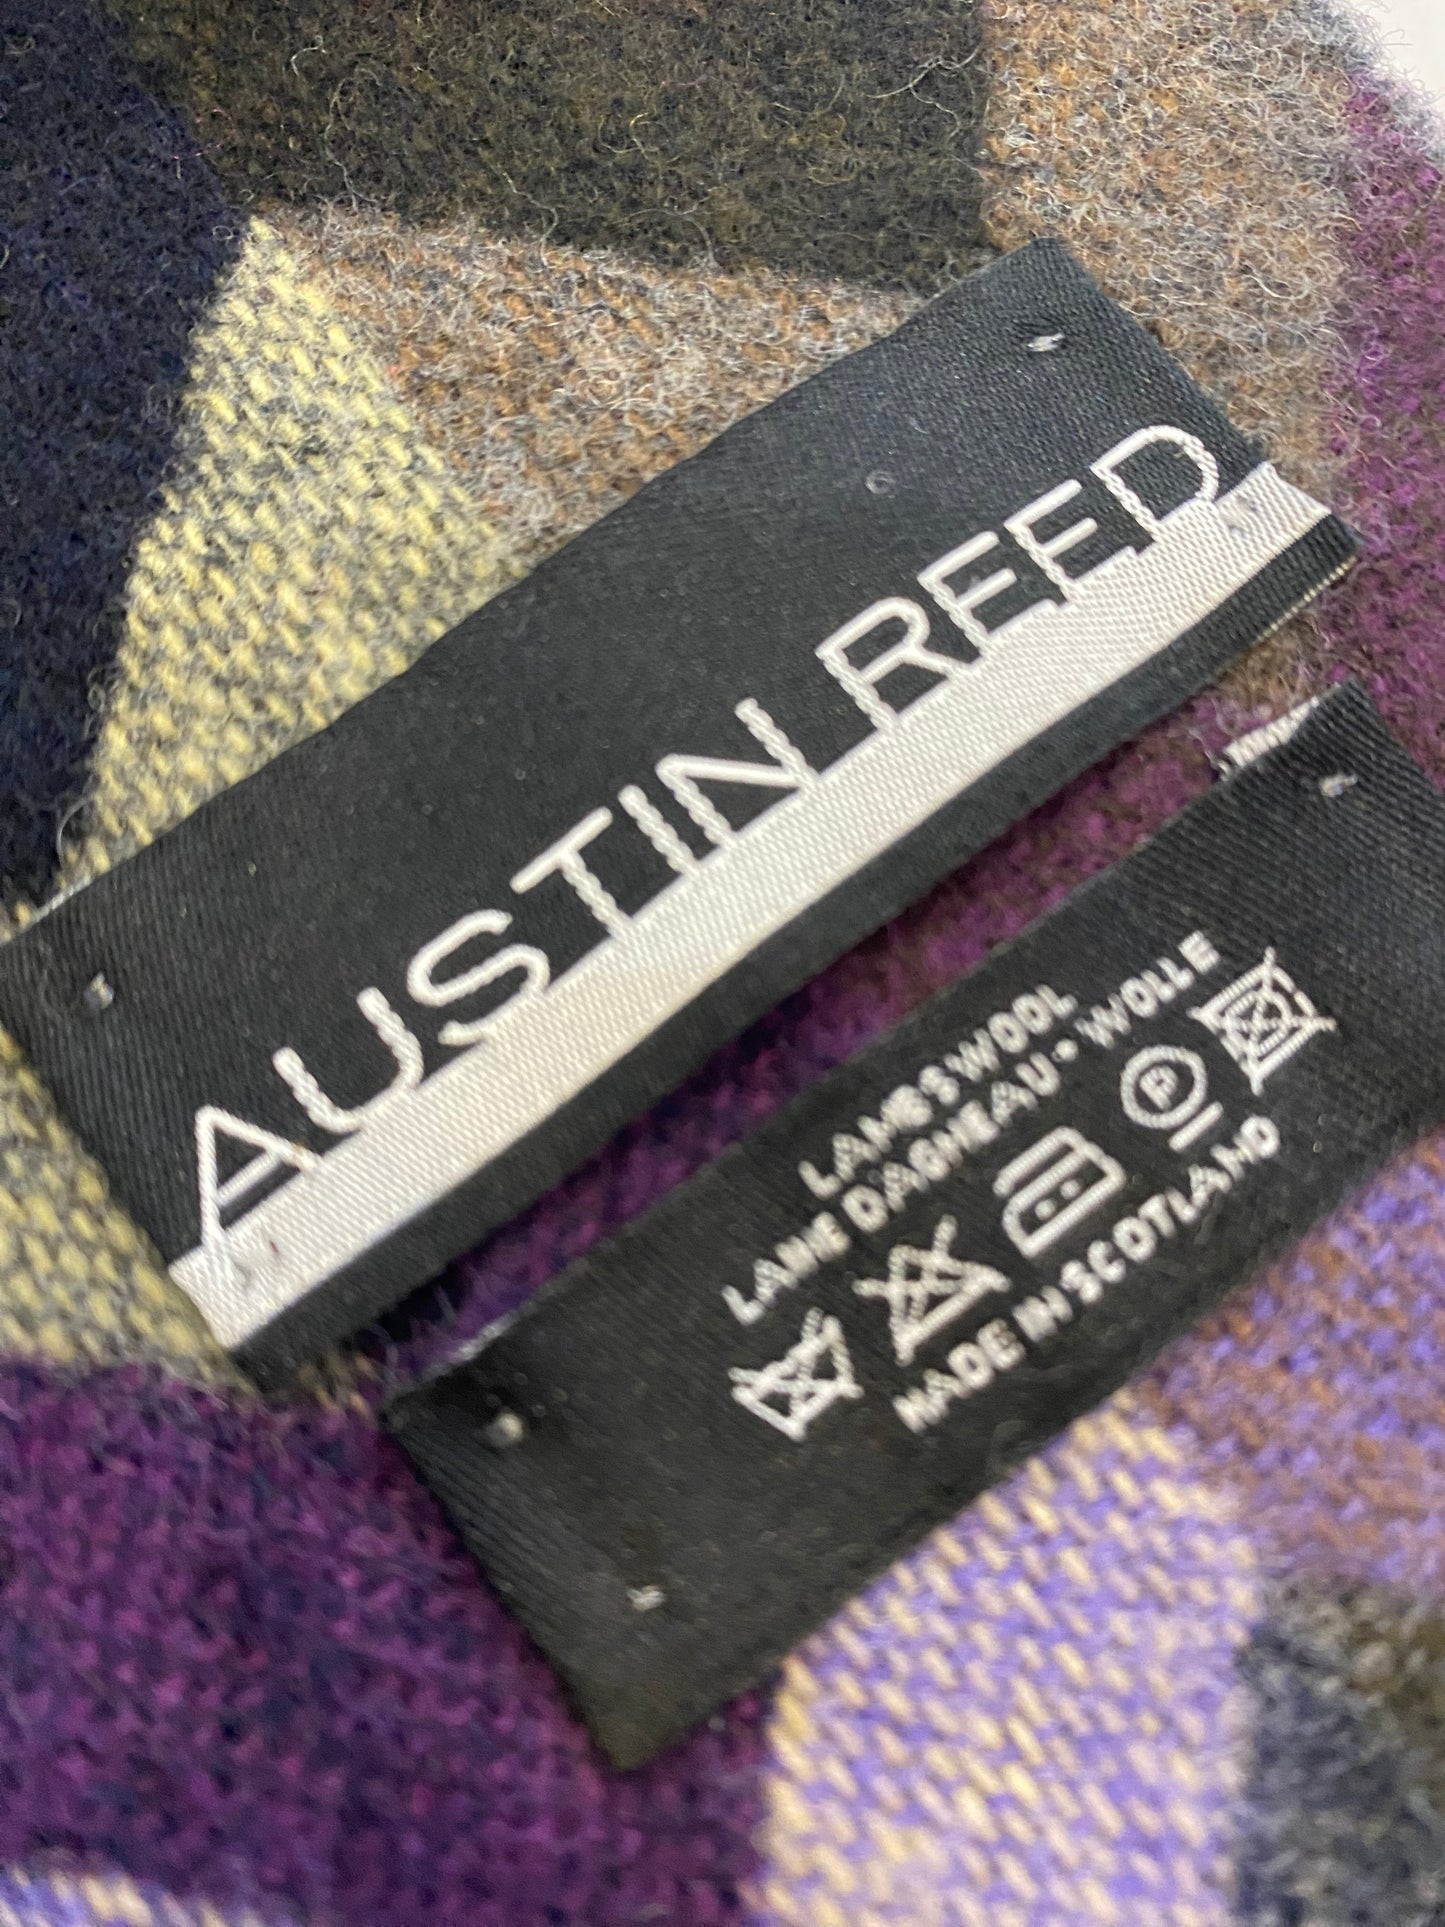 AUSTIN REED
LAMBSWOOL
LAINE D'AGNEAU • WOLLE
P
MADE IN SCOTLAND